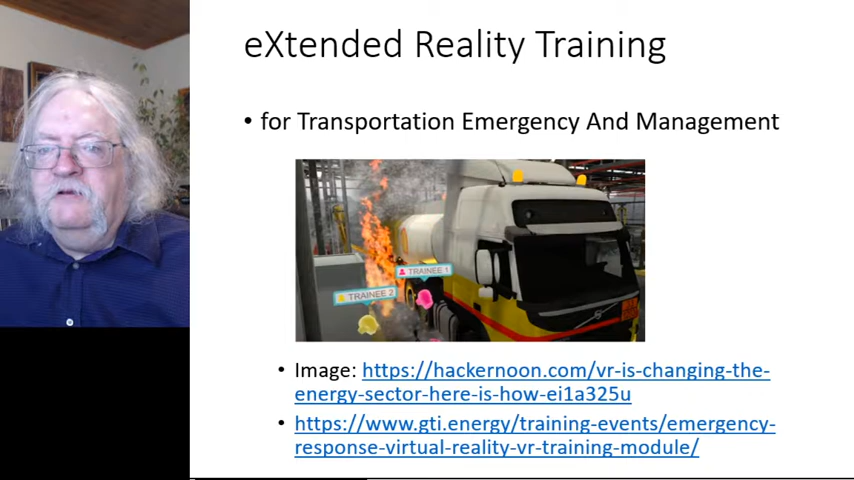 eXtended Reality Training
• for Transportation Emergency And Management
TRAINEE 1
TRAINEE 2
• Image: https://hackernoon.com/vr-is-changing-the-
energy-sector-here-is-how-ei1a325u
• https://www.gti.energy/training-events/emergency-
response-virtual-reality-vr-training-module/